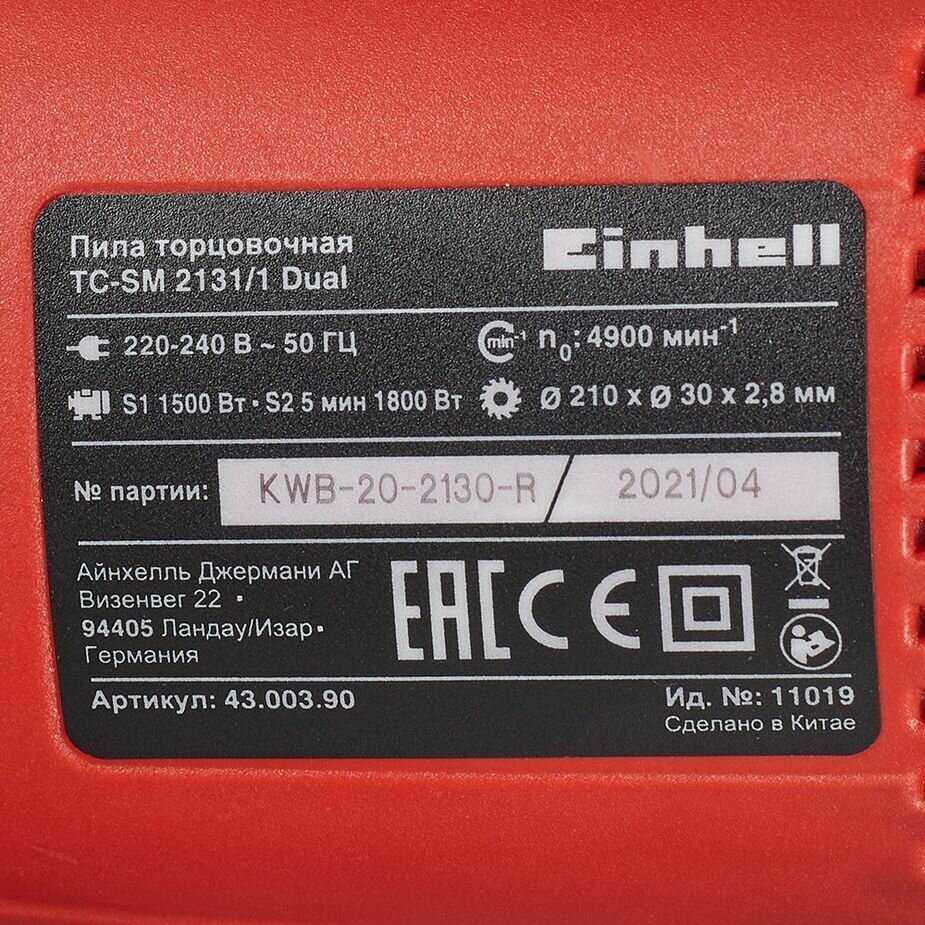 Пила торцовочная
TC-SM 2131/1 Dual
Einhell
220-240 В ~ 50 ГЦ
min-1 n0: 4900 мин-1
S1 1500 Вт · S2 5 мин 1800 Вт
Ø 210 x Ø 30 x 2,8 мм
№ партии: KWB-20-2130-R / 2021/04
Айнхелль Джермани АГ
Визенвег 22 ·
94405 Ландау/Изар ·
Германия
EAC CE
Артикул: 43.003.90
Ид. №: 11019
Сделано в Китае